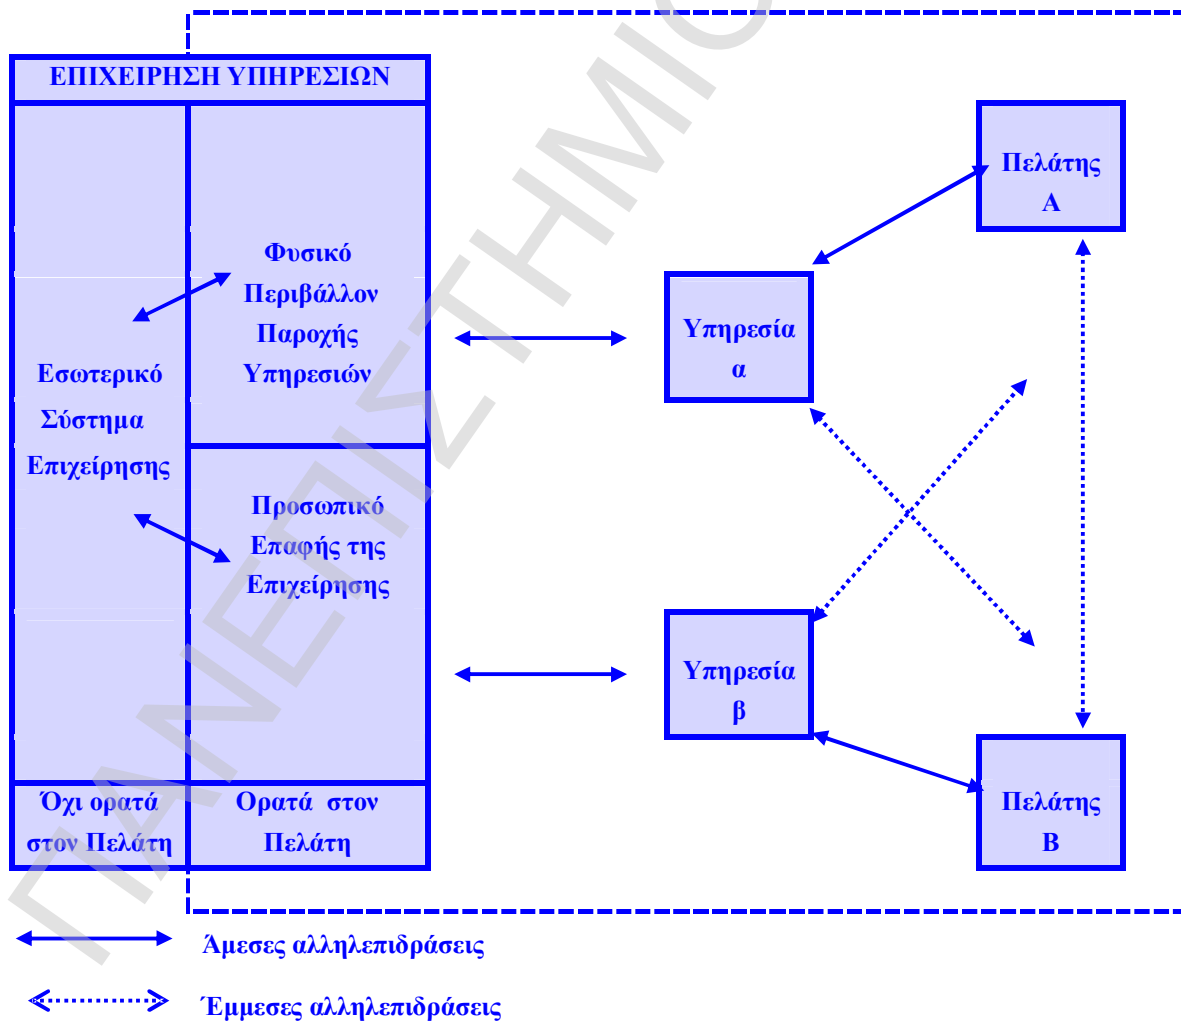 ΕΠΙΧΕΙΡΗΣΗ ΥΠΗΡΕΣΙΩΝ
Εσωτερικό
Σύστημα
Επιχείρησης
Φυσικό
Περιβάλλον
Παροχής
Υπηρεσιών
Προσωπικό
Επαφής της
Επιχείρησης
Όχι ορατά
στον Πελάτη
Ορατά στον
Πελάτη
Υπηρεσία
α
Υπηρεσία
β
Πελάτης
Α
Πελάτης
Β
Άμεσες αλληλεπιδράσεις
Έμμεσες αλληλεπιδράσεις
ΠΑΝΕΠΙΣΤΗΜΙΟ